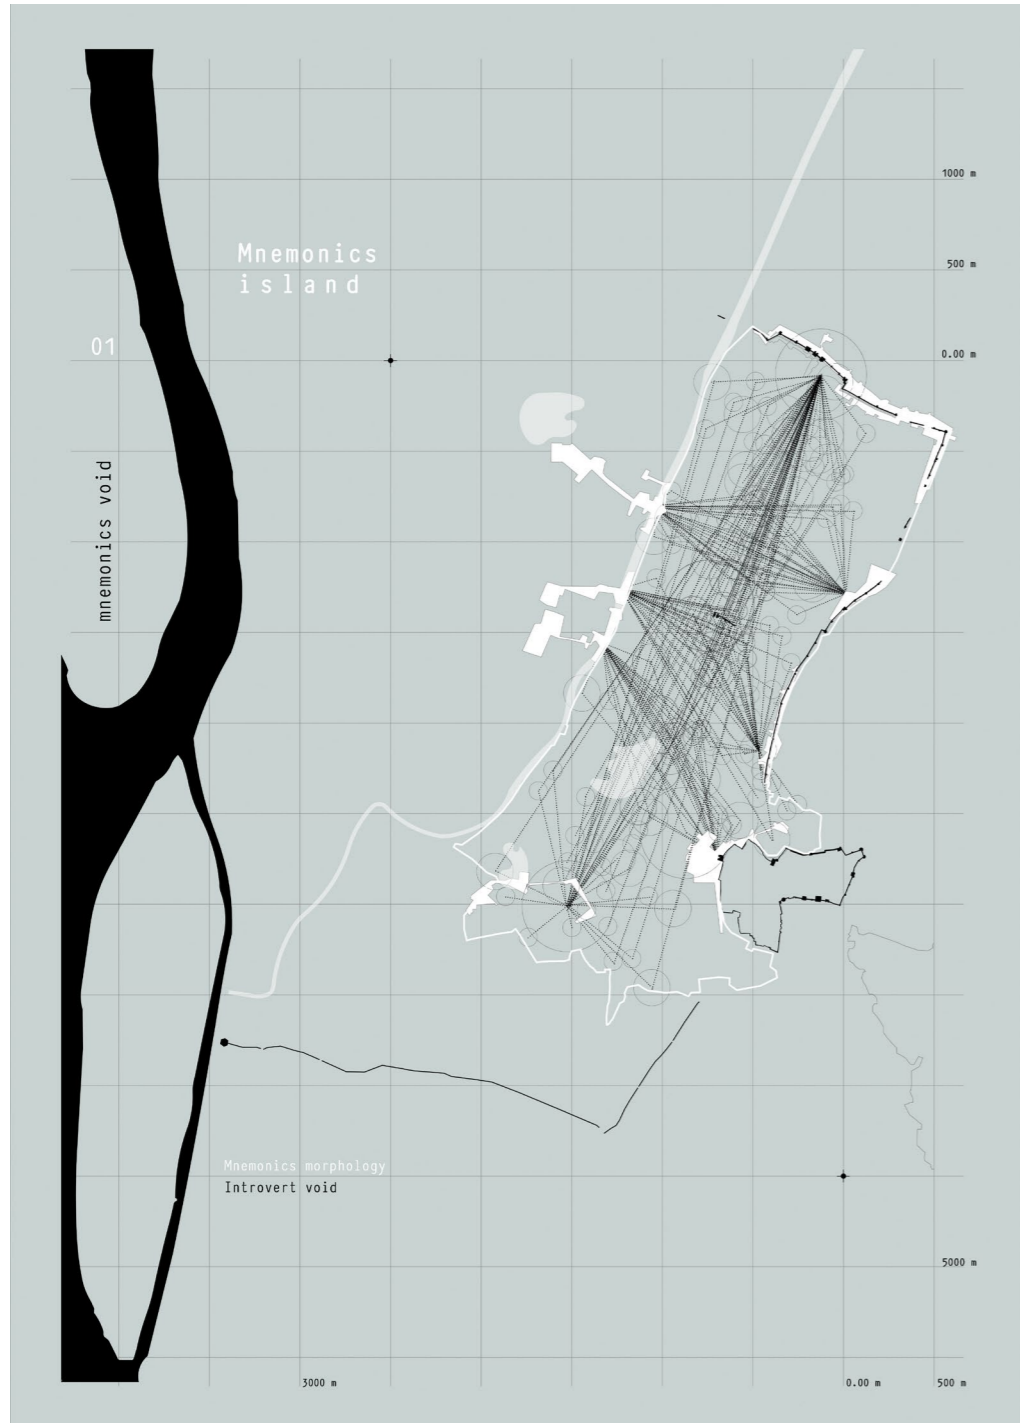 1000 m
Mnemonics
island
500 m
01
0.00 m
mnemonics void
Mnemonics morphology
Introvert void
5000 m
3000 m
0.00 m
500 m